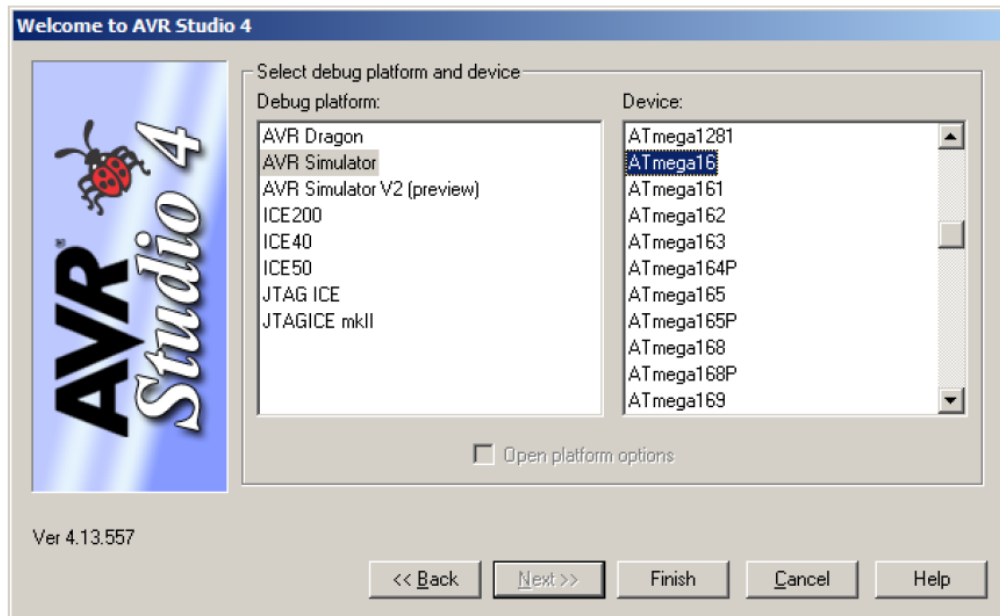 Welcome to AVR Studio 4
AVR® Studio 4
Select debug platform and device
Debug platform:
AVR Dragon
AVR Simulator
AVR Simulator V2 (preview)
ICE200
ICE40
ICE50
JTAG ICE
JTAGICE mkII
Device:
ATmega1281
ATmega16
ATmega161
ATmega162
ATmega163
ATmega164P
ATmega165
ATmega165P
ATmega168
ATmega168P
ATmega169
Open platform options
Ver 4.13.557
<< Back
Next >>
Finish
Cancel
Help